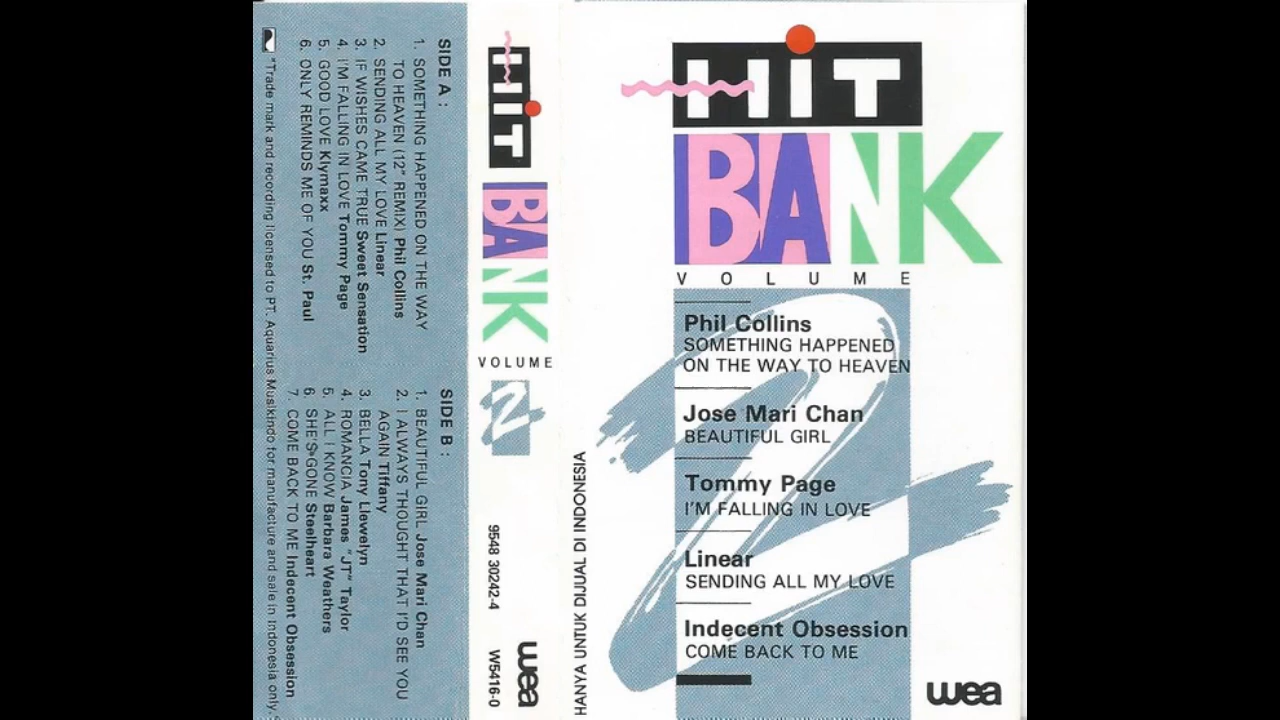 SIDE A :
1. SOMETHING HAPPENED ON THE WAY
TO HEAVEN (12" REMIX) Phil Collins
2. SENDING ALL MY LOVE Linear
3. IF WISHES CAME TRUE Sweet Sensation
4. I'M FALLING IN LOVE Tommy Page
5. GOOD LOVE Klymaxx
6. ONLY REMINDS ME OF YOU St. Paul
SIDE B :
1. BEAUTIFUL GIRL Jose Mari Chan
2. I ALWAYS THOUGHT THAT I'D SEE YOU
AGAIN Tiffany
3. BELLA Tony Llewelyn
4. ROMANCIA James "JT" Taylor
5. ALL I KNOW Barbara Weathers
6. SHE'S GONE Steelheart
7. COME BACK TO ME Indecent Obsession
"Trade mark and recording licensed to PT. Aquarius Musikindo for manufacture and sale in Indonesia only."
HiT
BANK
VOLUME
2
9548 30242-4
W5416-0
wea
HANYA UNTUK DIJUAL DI INDONESIA
HiT
BANK
VOLUME
2
Phil Collins
SOMETHING HAPPENED
ON THE WAY TO HEAVEN
Jose Mari Chan
BEAUTIFUL GIRL
Tommy Page
I'M FALLING IN LOVE
Linear
SENDING ALL MY LOVE
Indecent Obsession
COME BACK TO ME
wea